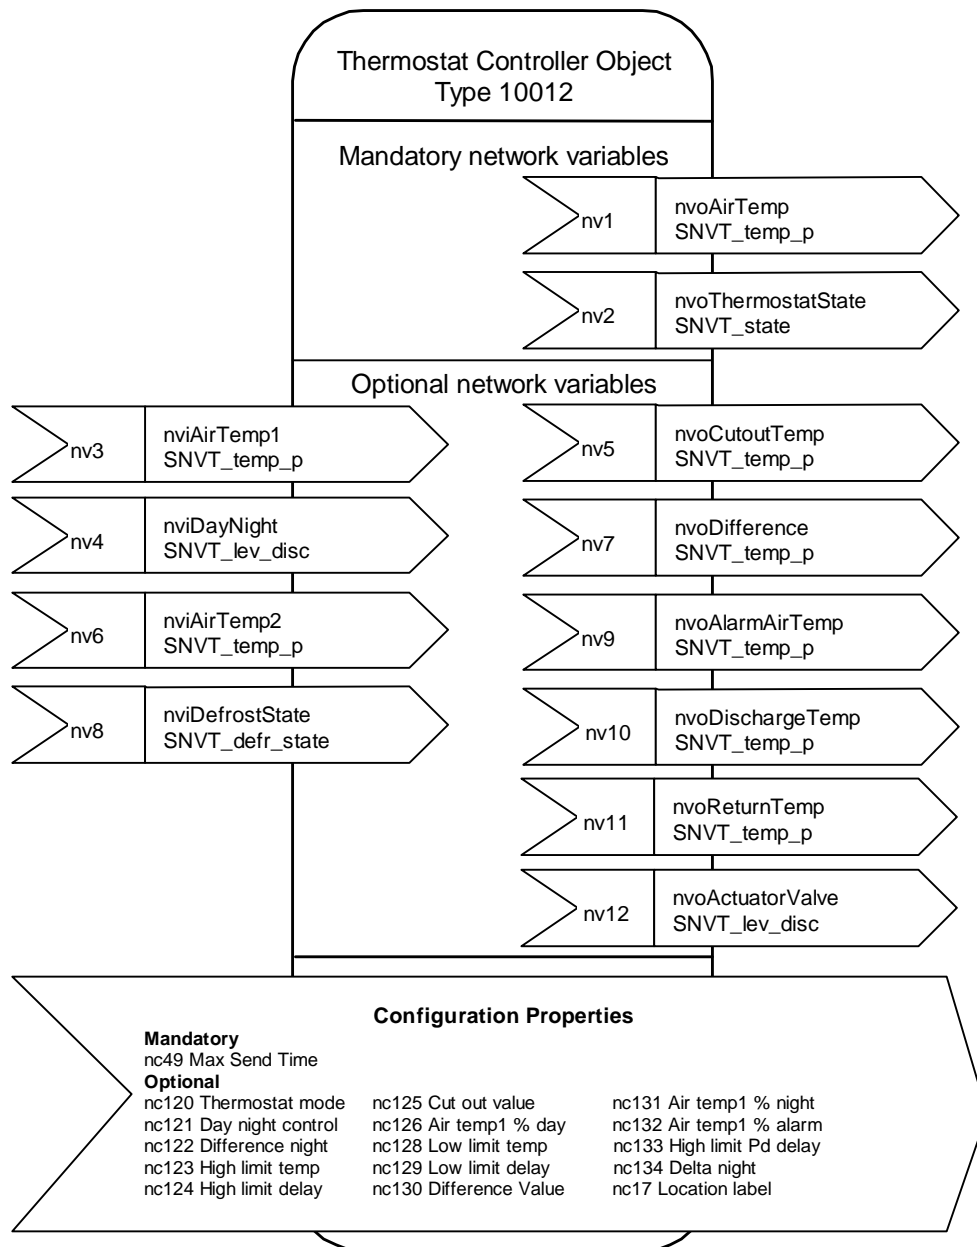 Thermostat Controller Object
Type 10012
Mandatory network variables
nv1
nvoAirTemp
SNVT_temp_p
nv2
nvoThermostatState
SNVT_state
Optional network variables
nv3
nviAirTemp1
SNVT_temp_p
nv4
nviDayNight
SNVT_lev_disc
nv6
nviAirTemp2
SNVT_temp_p
nv8
nviDefrostState
SNVT_defr_state
nv5
nvoCutoutTemp
SNVT_temp_p
nv7
nvoDifference
SNVT_temp_p
nv9
nvoAlarmAirTemp
SNVT_temp_p
nv10
nvoDischargeTemp
SNVT_temp_p
nv11
nvoReturnTemp
SNVT_temp_p
nv12
nvoActuatorValve
SNVT_lev_disc
Configuration Properties
Mandatory
nc49 Max Send Time
Optional
nc120 Thermostat mode
nc121 Day night control
nc122 Difference night
nc123 High limit temp
nc124 High limit delay
nc125 Cut out value
nc126 Air temp1 % day
nc128 Low limit temp
nc129 Low limit delay
nc130 Difference Value
nc131 Air temp1 % night
nc132 Air temp1 % alarm
nc133 High limit Pd delay
nc134 Delta night
nc17 Location label